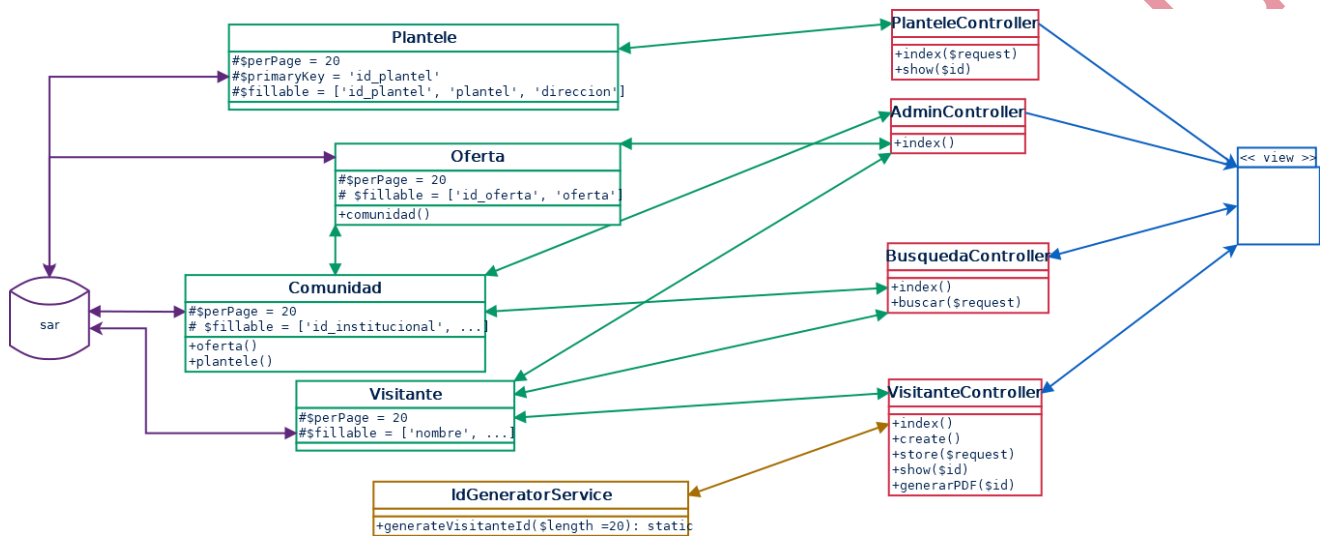 Plantele
#$perPage = 20
#$primaryKey = 'id_plantel'
#$fillable = ['id_plantel', 'plantel', 'direccion']
PlanteleController
+index($request)
+show($id)
AdminController
+index()
Oferta
#$perPage = 20
# $fillable = ['id_oferta', 'oferta']
+comunidad()
<< view >>
sar
Comunidad
#$perPage = 20
# $fillable = ['id_institucional', ...]
+oferta()
+plantele()
BusquedaController
+index()
+buscar($request)
Visitante
#$perPage = 20
#$fillable = ['nombre', ...]
VisitanteController
+index()
+create()
+store($request)
+show($id)
+generarPDF($id)
IdGeneratorService
+generateVisitanteId($length =20): static